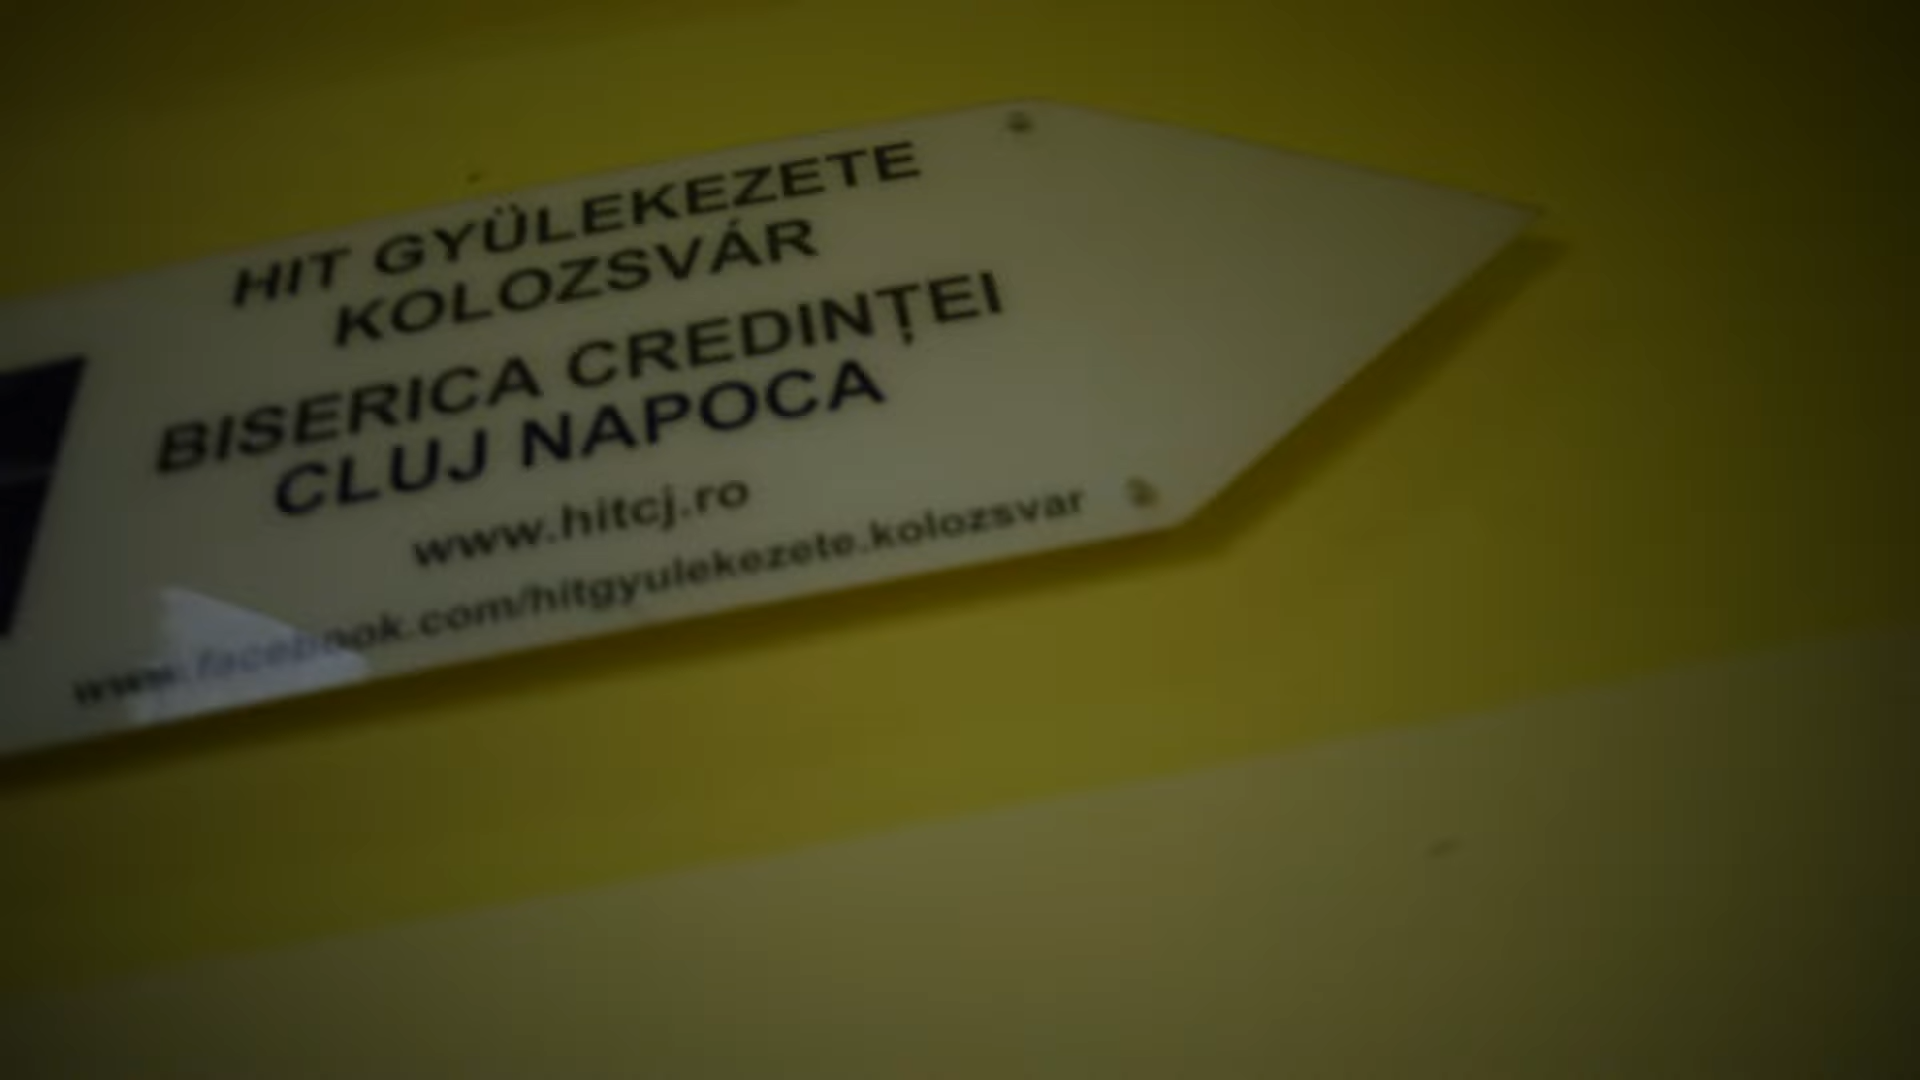 HIT GYÜLEKEZETE
KOLOZSVÁR
BISERICA CREDINȚEI
CLUJ NAPOCA
www.hitcj.ro
www.facebook.com/hitgyulekezete.kolozsvar